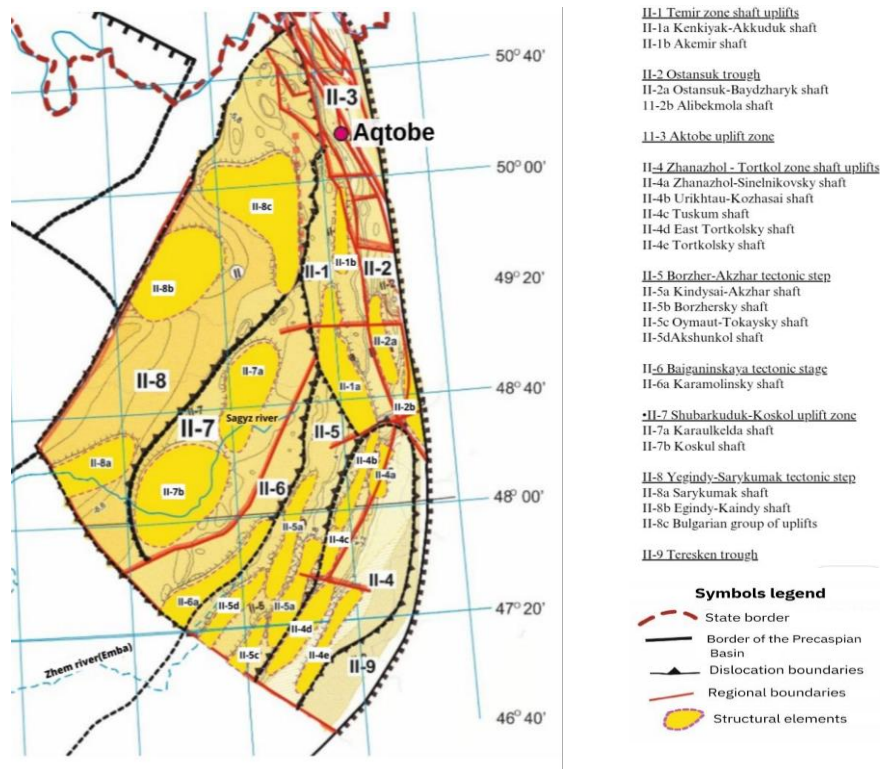 50° 40'
II-3
Aqtobe
50° 00'
II-8c
II-1b
II-2
II-1
49° 20'
II-8b
II
II-2a
II-7a
II-8
II-1a
48° 40'
II-7
II-7
Sagyz river
II-2b
II-5
II-8a
II-4b
II-4a
II-6
II-7b
48° 00'
II-5a
II-4c
II-4
II-6a
II-5d
II-5
II-5a
47° 20'
II-4d
II-5c
II-4e
II-9
Zhem river(Emba)
46° 40'
II-1 Temir zone shaft uplifts
II-1a Kenkiyak-Akkuduk shaft
II-1b Akemir shaft
II-2 Ostansuk trough
II-2a Ostansuk-Baydzharyk shaft
11-2b Alibekmola shaft
11-3 Aktobe uplift zone
II-4 Zhanazhol - Tortkol zone shaft uplifts
II-4a Zhanazhol-Sinelnikovsky shaft
II-4b Urikhtau-Kozhasai shaft
II-4c Tuskum shaft
II-4d East Tortkolsky shaft
II-4e Tortkolsky shaft
II-5 Borzher-Akzhar tectonic step
II-5a Kindysai-Akzhar shaft
II-5b Borzhersky shaft
II-5c Oymaut-Tokaysky shaft
II-5dAkshunkol shaft
II-6 Baiganinskaya tectonic stage
II-6a Karamolinsky shaft
•II-7 Shubarkuduk-Koskol uplift zone
II-7a Karaulkelda shaft
II-7b Koskul shaft
II-8 Yegindy-Sarykumak tectonic step
II-8a Sarykumak shaft
II-8b Egindy-Kaindy shaft
II-8c Bulgarian group of uplifts
II-9 Teresken trough
Symbols legend
State border
Border of the Precaspian
Basin
Dislocation boundaries
Regional boundaries
Structural elements